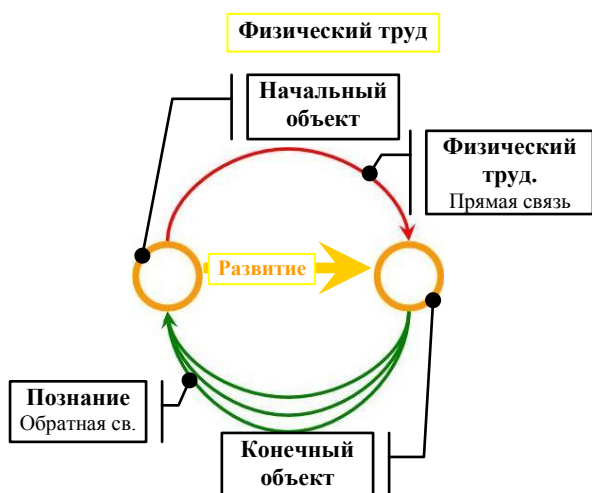 Физический труд
Начальный
объект
Физический
труд.
Прямая связь
Развитие
Познание
Обратная св.
Конечный
объект